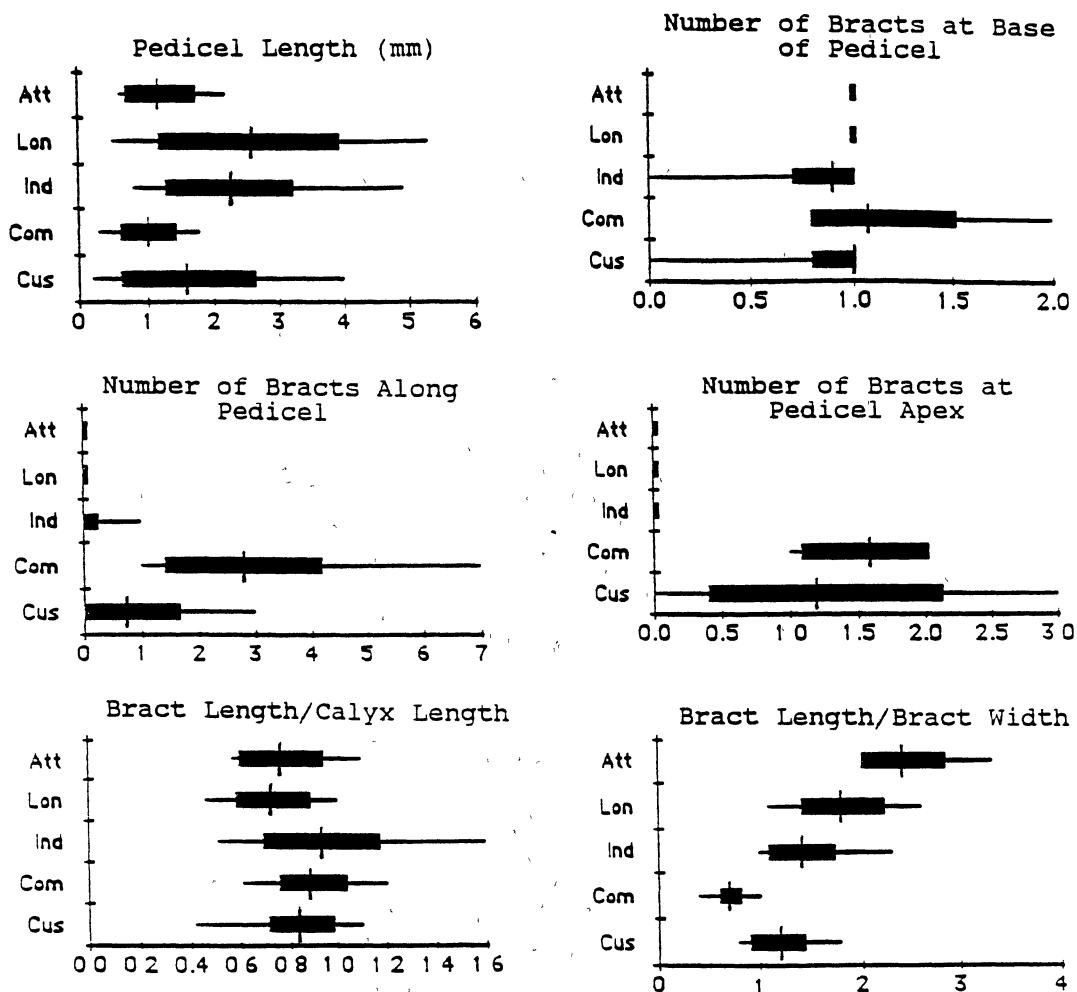 Pedicel Length (mm)
Att
Lon
Ind
Com
Cus
0 1 2 3 4 5 6
Number of Bracts at Base
of Pedicel
Att
Lon
Ind
Com
Cus
0.0 0.5 1.0 1.5 2.0
Number of Bracts Along
Pedicel
Att
Lon
Ind
Com
Cus
0 1 2 3 4 5 6 7
Number of Bracts at
Pedicel Apex
Att
Lon
Ind
Com
Cus
0.0 0.5 1 0 1.5 2.0 2.5 3 0
Bract Length/Calyx Length
Att
Lon
Ind
Com
Cus
0 0 0 2 0.4 0 6 0 8 1 0 1 2 1 4 1 6
Bract Length/Bract Width
Att
Lon
Ind
Com
Cus
0 1 2 3 4